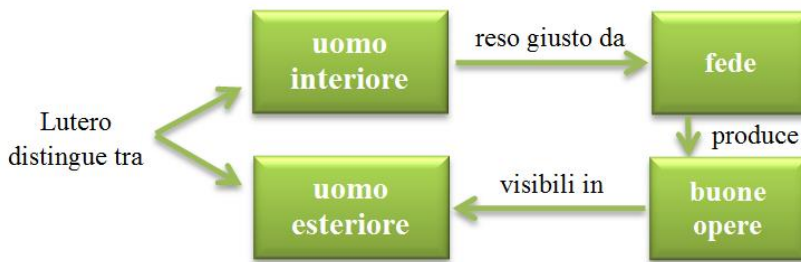 Lutero
distingue tra
uomo
interiore
reso giusto da
fede
produce
buone
opere
visibili in
uomo
esteriore